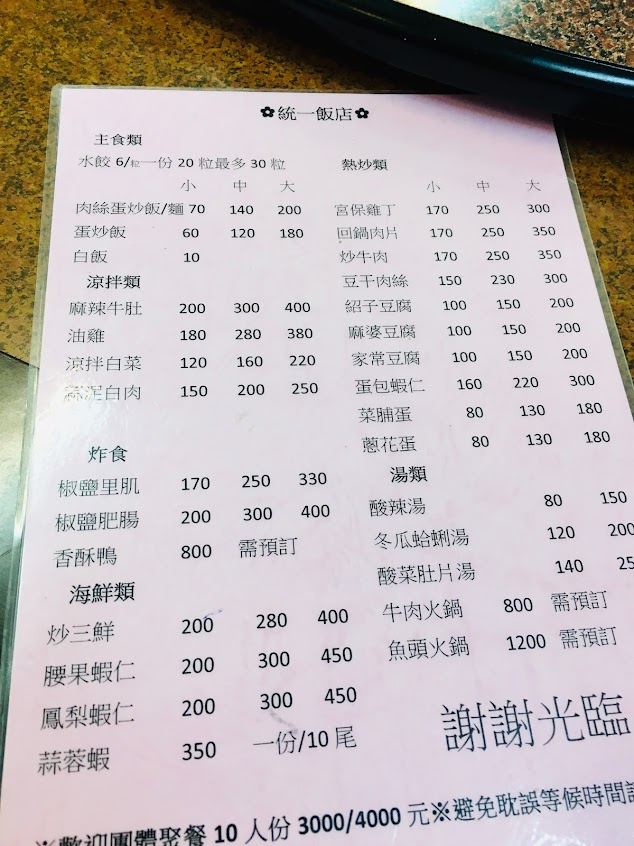 ✿統一飯店✿
主食類
水餃 6/粒一份 20 粒最多 30 粒
小 中 大
肉絲蛋炒飯/麵 70 140 200
蛋炒飯 60 120 180
白飯 10
涼拌類
麻辣牛肚 200 300 400
油雞 180 280 380
涼拌白菜 120 160 220
蒜泥白肉 150 200 250
炸食
椒鹽里肌 170 250 330
椒鹽肥腸 200 300 400
香酥鴨 800 需預訂
海鮮類
炒三鮮 200 280 400
腰果蝦仁 200 300 450
鳳梨蝦仁 200 300 450
蒜蓉蝦 350 一份/10 尾
熱炒類
小 中 大
宮保雞丁 170 250 300
回鍋肉片 170 250 350
炒牛肉 170 250 350
豆干肉絲 150 230 300
紹子豆腐 100 150 200
麻婆豆腐 100 150 200
家常豆腐 100 150 200
蛋包蝦仁 160 220 300
菜脯蛋 80 130 180
蔥花蛋 80 130 180
湯類
酸辣湯 80 150
冬瓜蛤蜊湯 120 200
酸菜肚片湯 140 25
牛肉火鍋 800 需預訂
魚頭火鍋 1200 需預訂
謝謝光臨
※歡迎團體聚餐 10 人份 3000/4000 元※避免耽誤等候時間